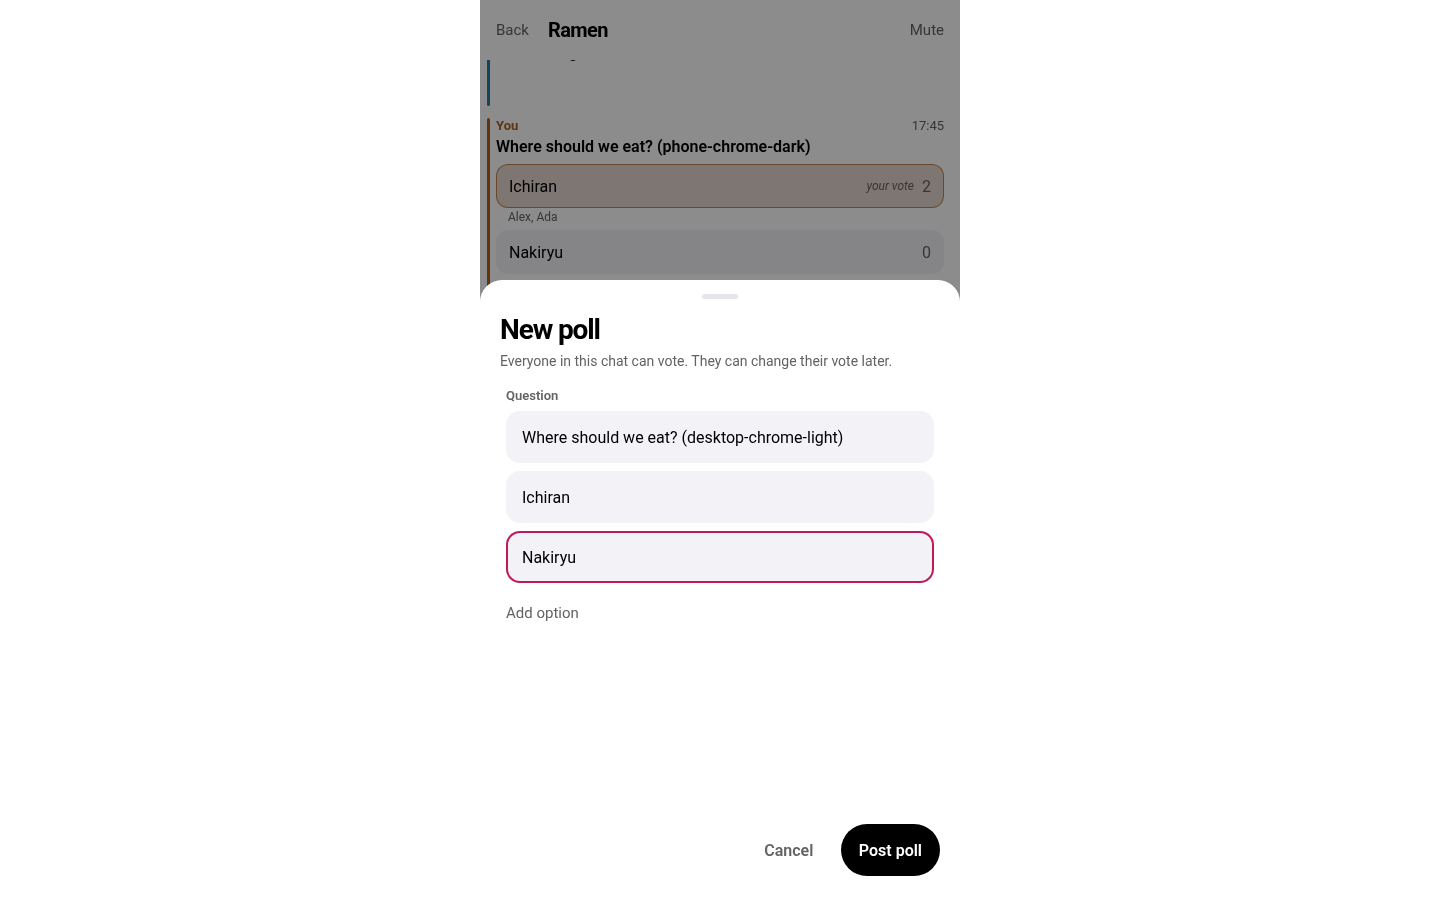 Back Ramen Mute
You 17:45
Where should we eat? (phone-chrome-dark)
Ichiran your vote 2
Alex, Ada
Nakiryu 0
New poll
Everyone in this chat can vote. They can change their vote later.
Question
Where should we eat? (desktop-chrome-light)
Ichiran
Nakiryu
Add option
Cancel Post poll